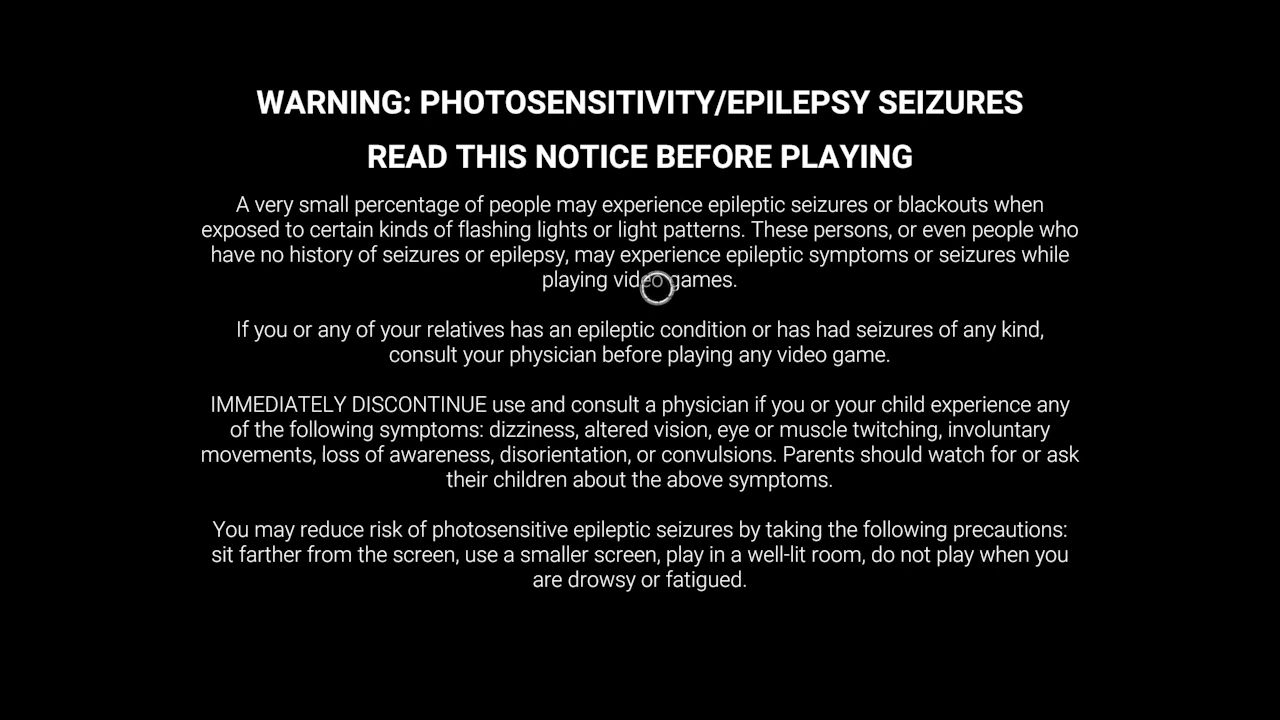 WARNING: PHOTOSENSITIVITY/EPILEPSY SEIZURES
READ THIS NOTICE BEFORE PLAYING
A very small percentage of people may experience epileptic seizures or blackouts when
exposed to certain kinds of flashing lights or light patterns. These persons, or even people who
have no history of seizures or epilepsy, may experience epileptic symptoms or seizures while
playing video games.
If you or any of your relatives has an epileptic condition or has had seizures of any kind,
consult your physician before playing any video game.
IMMEDIATELY DISCONTINUE use and consult a physician if you or your child experience any
of the following symptoms: dizziness, altered vision, eye or muscle twitching, involuntary
movements, loss of awareness, disorientation, or convulsions. Parents should watch for or ask
their children about the above symptoms.
You may reduce risk of photosensitive epileptic seizures by taking the following precautions:
sit farther from the screen, use a smaller screen, play in a well-lit room, do not play when you
are drowsy or fatigued.